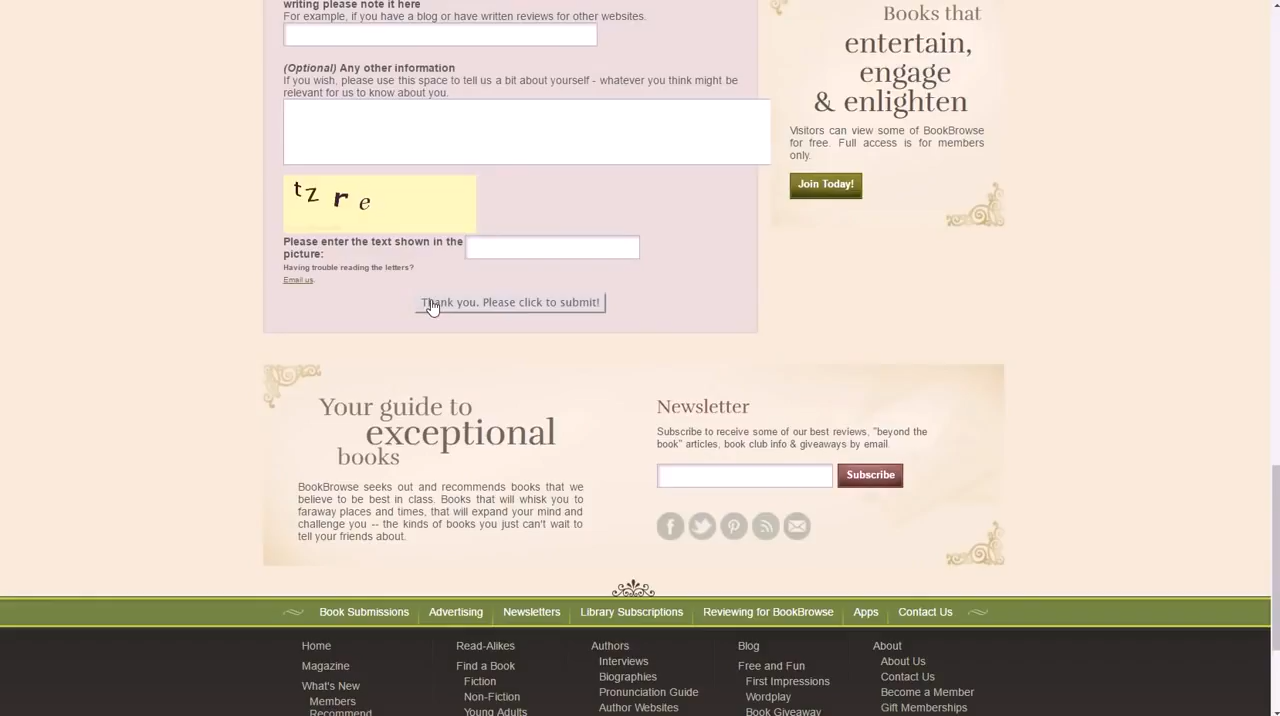 writing please note it here
For example, if you have a blog or have written reviews for other websites.
(Optional) Any other information
If you wish, please use this space to tell us a bit about yourself - whatever you think might be
relevant for us to know about you.
tz r e
Please enter the text shown in the
picture:
Having trouble reading the letters?
Email us.
Thank you. Please click to submit!
Books that
entertain,
engage
& enlighten
Visitors can view some of BookBrowse
for free. Full access is for members
only.
Join Today!
Your guide to
exceptional
books
BookBrowse seeks out and recommends books that we
believe to be best in class. Books that will whisk you to
faraway places and times, that will expand your mind and
challenge you -- the kinds of books you just can't wait to
tell your friends about.
Newsletter
Subscribe to receive some of our best reviews, "beyond the
book" articles, book club info & giveaways by email.
Subscribe
Book Submissions Advertising Newsletters Library Subscriptions Reviewing for BookBrowse Apps Contact Us
Home
Magazine
What's New
Members
Recommend
Read-Alikes
Find a Book
Fiction
Non-Fiction
Young Adults
Authors
Interviews
Biographies
Pronunciation Guide
Author Websites
Blog
Free and Fun
First Impressions
Wordplay
Book Giveaway
About
About Us
Contact Us
Become a Member
Gift Memberships